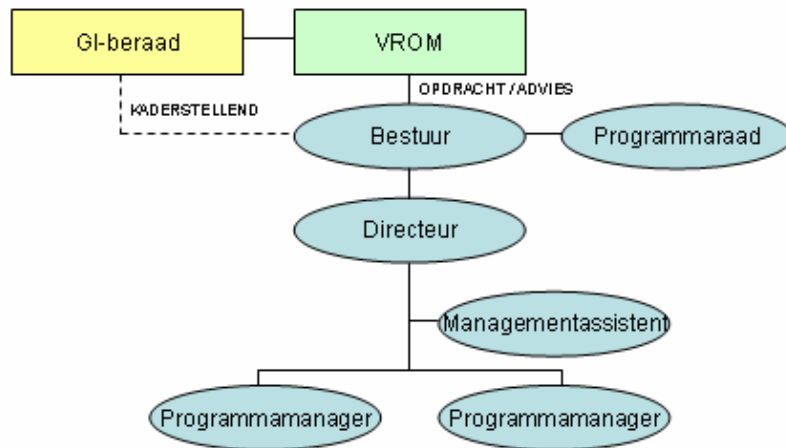 GI-beraad
VROM
OPDRACHT / ADVIES
KADERSTELLEND
Bestuur
Programmaraad
Directeur
Managementassistent
Programmamanager
Programmamanager